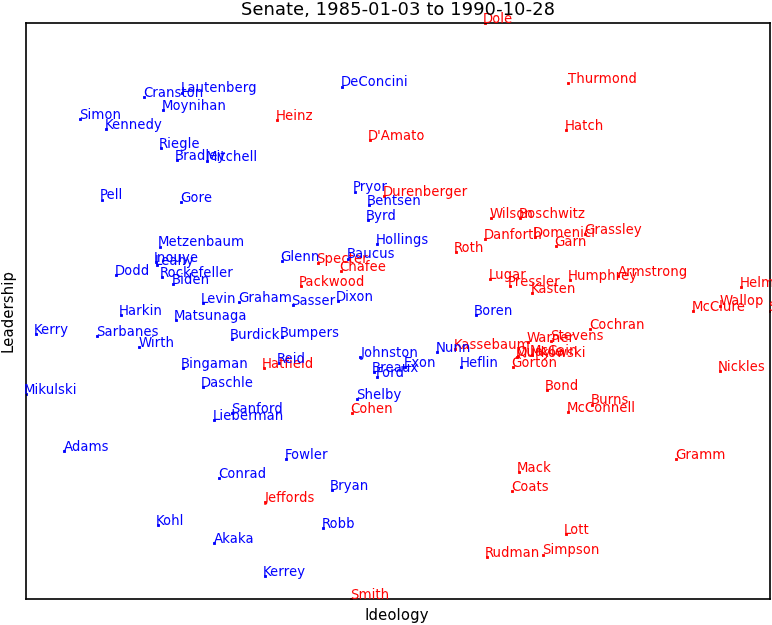 Senate, 1985-01-03 to 1990-10-28
Dole
Thurmond
DeConcini
Lautenberg
Cranston
Moynihan
Simon
Heinz
Kennedy
Hatch
D'Amato
Riegle
Bradley
Mitchell
Pryor
Durenberger
Pell
Gore
Bentsen
Byrd
Wilson
Boschwitz
Grassley
Domenici
Danforth
Garn
Metzenbaum
Hollings
Roth
Baucus
Glenn
Specter
Inouye
Leahy
Chafee
Dodd
Rockefeller
Armstrong
Lugar
Humphrey
Biden
Packwood
Pressler
Helm
Kasten
Levin
Graham
Dixon
Sasser
Wallop
McClure
Harkin
Boren
Matsunaga
Cochran
Kerry
Sarbanes
Burdick
Bumpers
Stevens
Warner
Wirth
Kassebaum
Nunn
Quayle
McCain
Murkowski
Johnston
Reid
Bingaman
Hatfield
Exon
Heflin
Gorton
Breaux
Nickles
Ford
Daschle
Bond
Mikulski
Shelby
Burns
Sanford
Cohen
McConnell
Lieberman
Adams
Fowler
Gramm
Mack
Conrad
Bryan
Coats
Jeffords
Kohl
Robb
Lott
Akaka
Rudman
Simpson
Kerrey
Smith
Leadership
Ideology